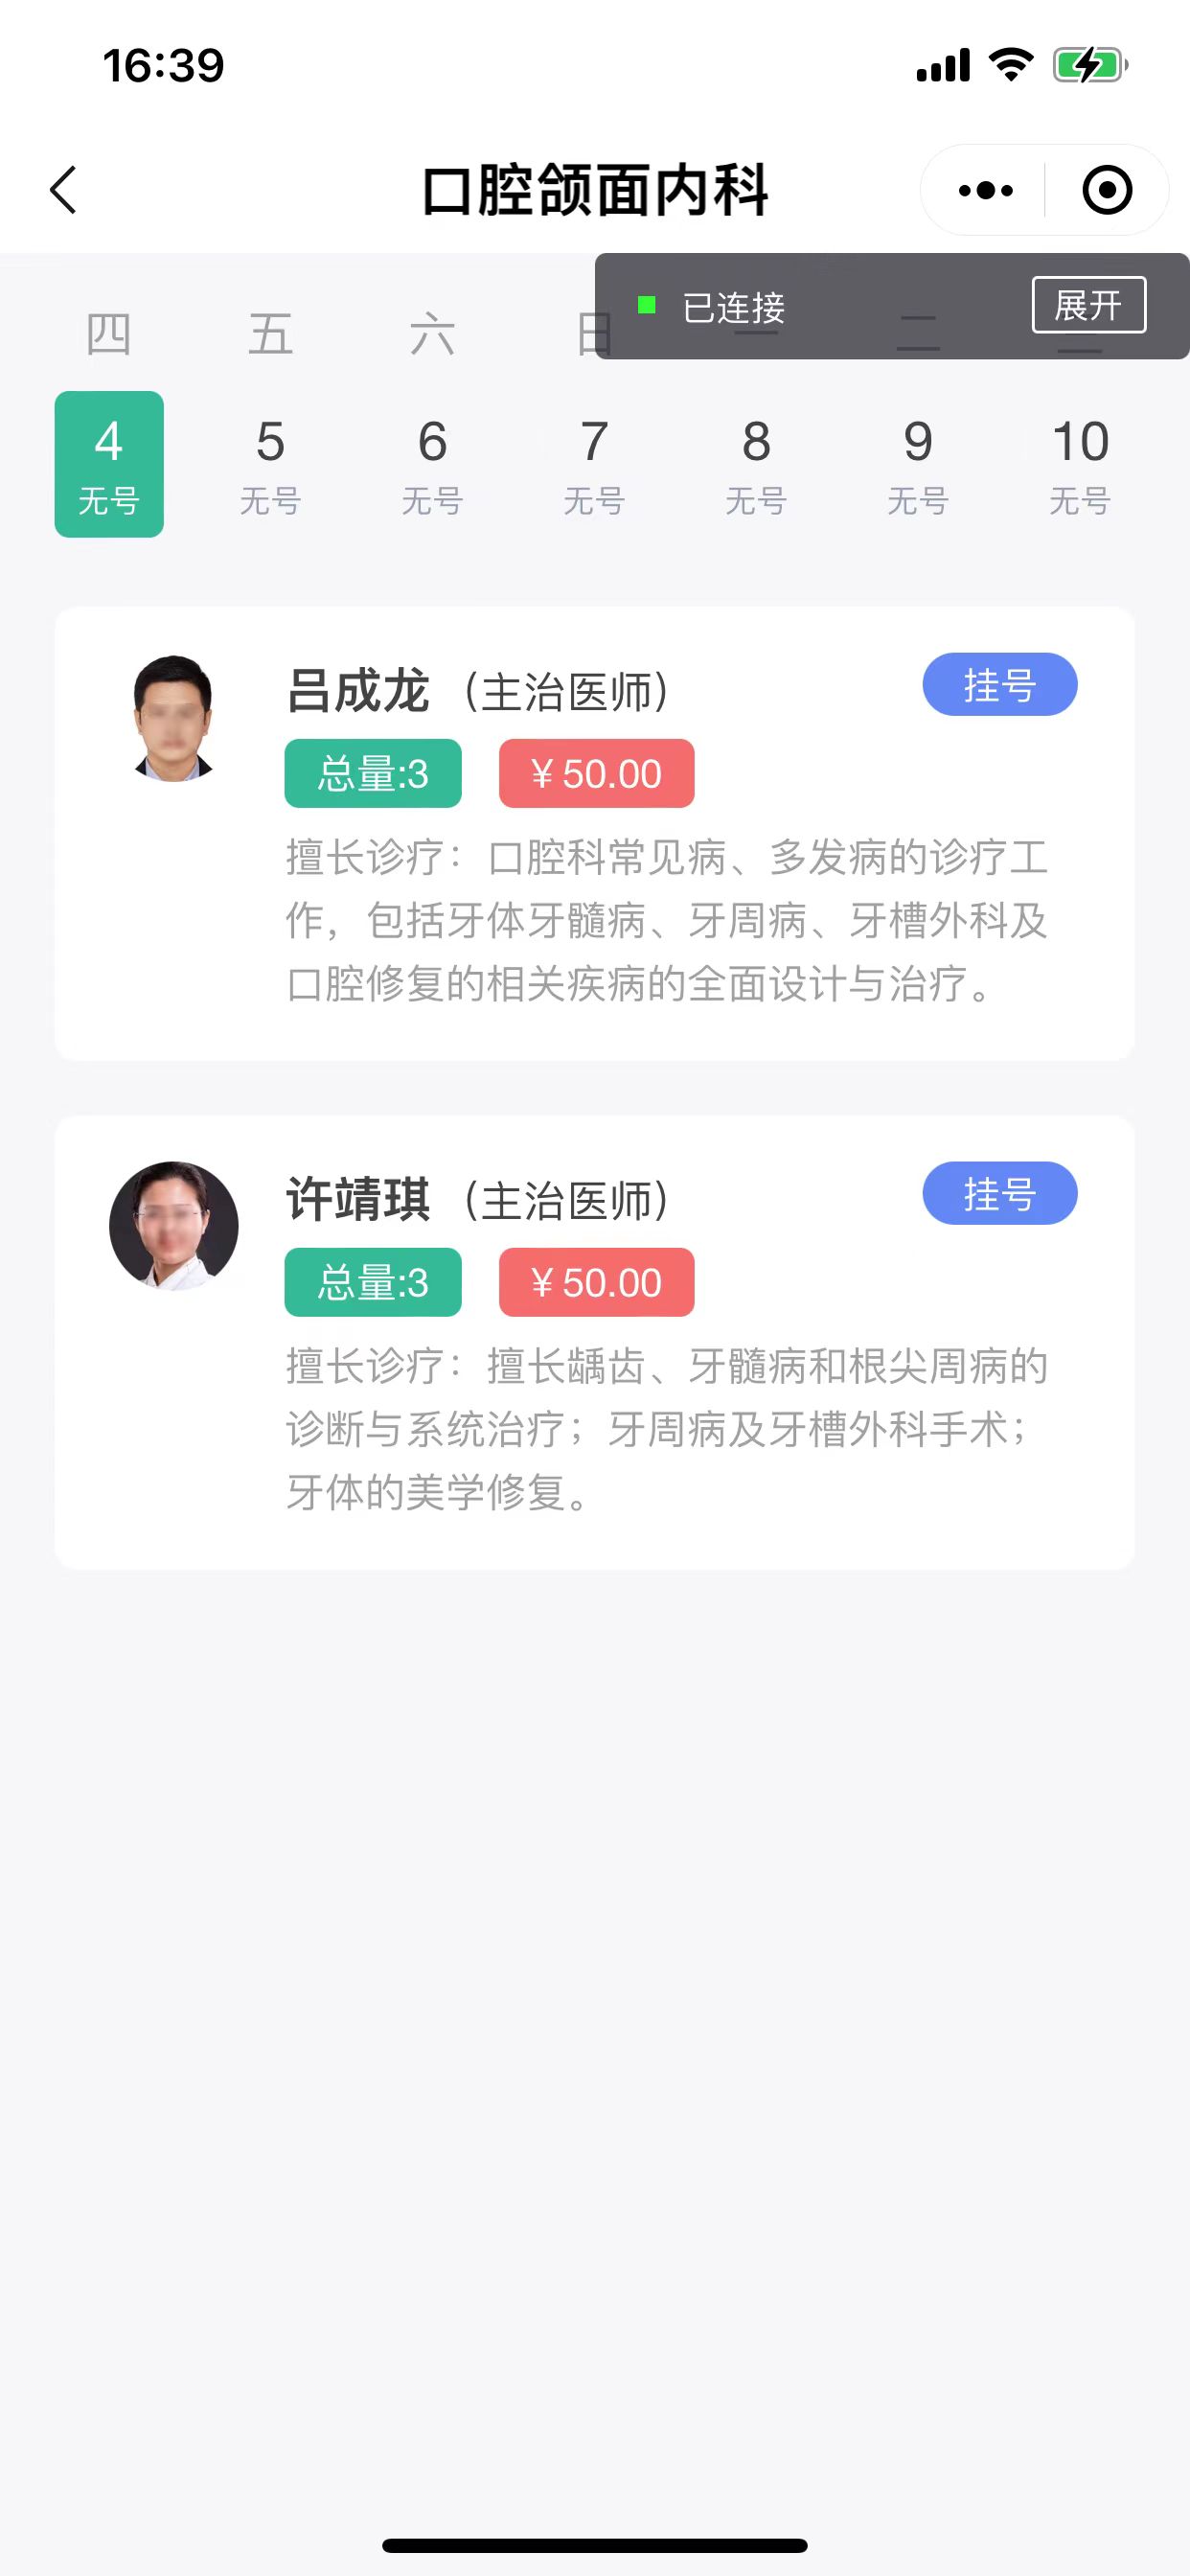 16:39
口腔颌面内科
已连接 展开
四 五 六 日 一 二 三
4 5 6 7 8 9 10
无号 无号 无号 无号 无号 无号 无号
吕成龙 (主治医师) 挂号
总量:3 ¥50.00
擅长诊疗：口腔科常见病、多发病的诊疗工
作，包括牙体牙髓病、牙周病、牙槽外科及
口腔修复的相关疾病的全面设计与治疗。
许靖琪 (主治医师) 挂号
总量:3 ¥50.00
擅长诊疗：擅长龋齿、牙髓病和根尖周病的
诊断与系统治疗；牙周病及牙槽外科手术；
牙体的美学修复。